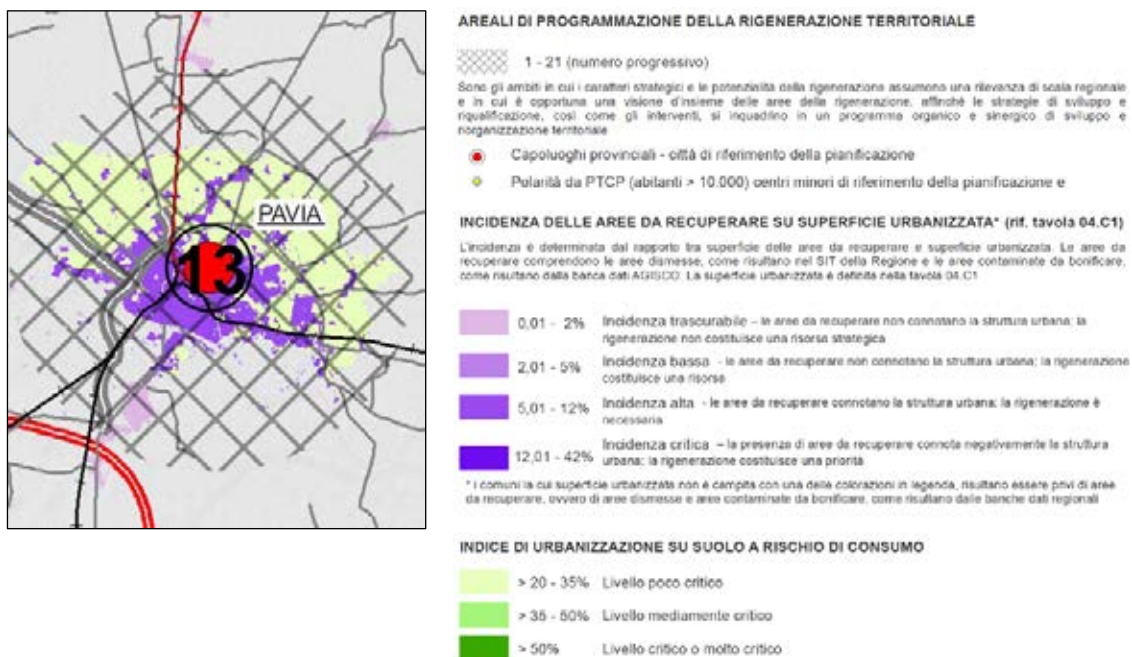 PAVIA
13
AREALI DI PROGRAMMAZIONE DELLA RIGENERAZIONE TERRITORIALE
1 - 21 (numero progressivo)
Sono gli ambiti in cui i caratteri strategici e le potenzialità della rigenerazione assumono una rilevanza di scala regionale
e in cui è opportuna una visione d'insieme delle aree della rigenerazione, affinché le strategie di sviluppo e
riqualificazione, così come gli interventi, si inquadrino in un programma organico e sinergico di sviluppo e
riorganizzazione territoriale
Capoluoghi provinciali - città di riferimento della pianificazione
Polarità da PTCP (abitanti > 10.000) centri minori di riferimento della pianificazione e
INCIDENZA DELLE AREE DA RECUPERARE SU SUPERFICIE URBANIZZATA* (rif. tavola 04.C1)
L'incidenza è determinata dal rapporto tra superficie delle aree da recuperare e superficie urbanizzata. Le aree da
recuperare comprendono le aree dismesse, come risultano nel SIT della Regione e le aree contaminate da bonificare,
come risultano dalla banca dati AGISCO. La superficie urbanizzata è definita nella tavola 04.C1
0,01 - 2% Incidenza trascurabile – le aree da recuperare non connotano la struttura urbana; la
rigenerazione non costituisce una risorsa strategica
2,01 - 5% Incidenza bassa - le aree da recuperare non connotano la struttura urbana; la rigenerazione
costituisce una risorsa
5,01 - 12% Incidenza alta - le aree da recuperare connotano la struttura urbana; la rigenerazione è
necessaria
12,01 - 42% Incidenza critica – la presenza di aree da recuperare connota negativamente la struttura
urbana; la rigenerazione costituisce una priorità
* i comuni la cui superficie urbanizzata non è campita con una delle colorazioni in legenda, risultano essere privi di aree
da recuperare, ovvero di aree dismesse e aree contaminate da bonificare, come risultano dalle banche dati regionali
INDICE DI URBANIZZAZIONE SU SUOLO A RISCHIO DI CONSUMO
> 20 - 35% Livello poco critico
> 35 - 50% Livello mediamente critico
> 50% Livello critico o molto critico